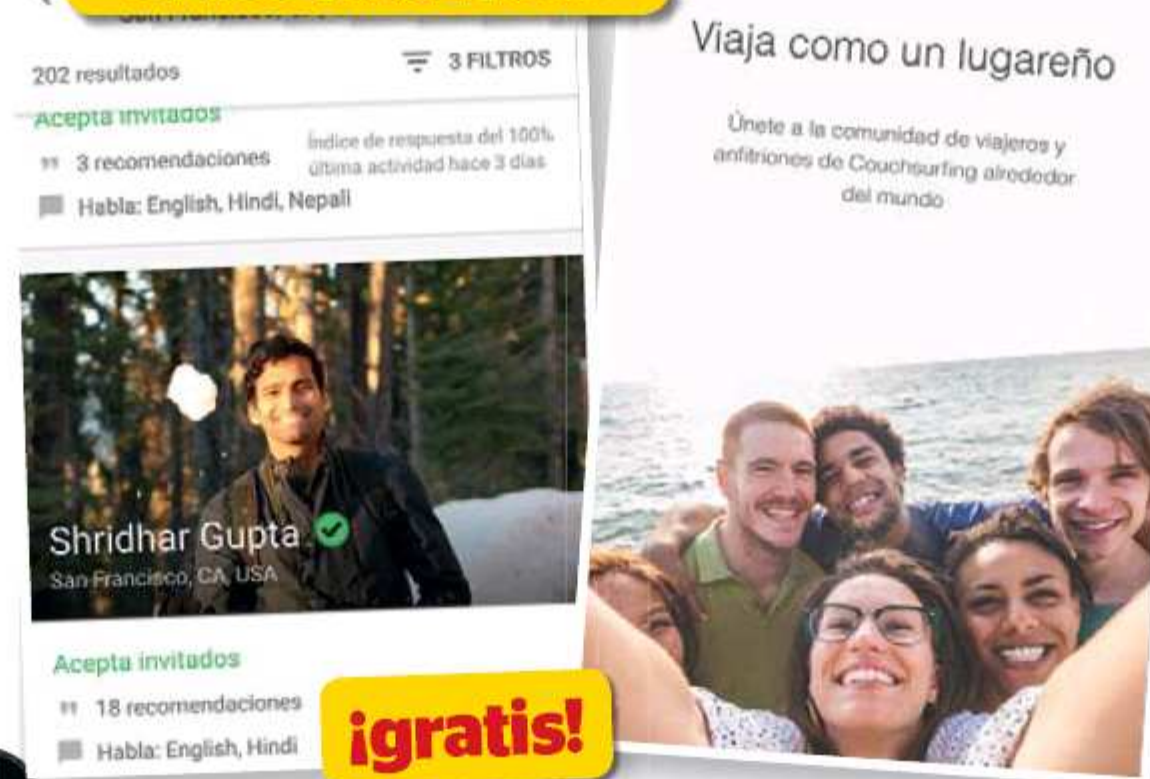 202 resultados
3 FILTROS
Acepta invitados
3 recomendaciones
Índice de respuesta del 100%
última actividad hace 3 días
Habla: English, Hindi, Nepali
Shridhar Gupta
San Francisco, CA, USA
Acepta invitados
18 recomendaciones
Habla: English, Hindi
¡gratis!
Viaja como un lugareño
Únete a la comunidad de viajeros y
anfitriones de Couchsurfing alrededor
del mundo